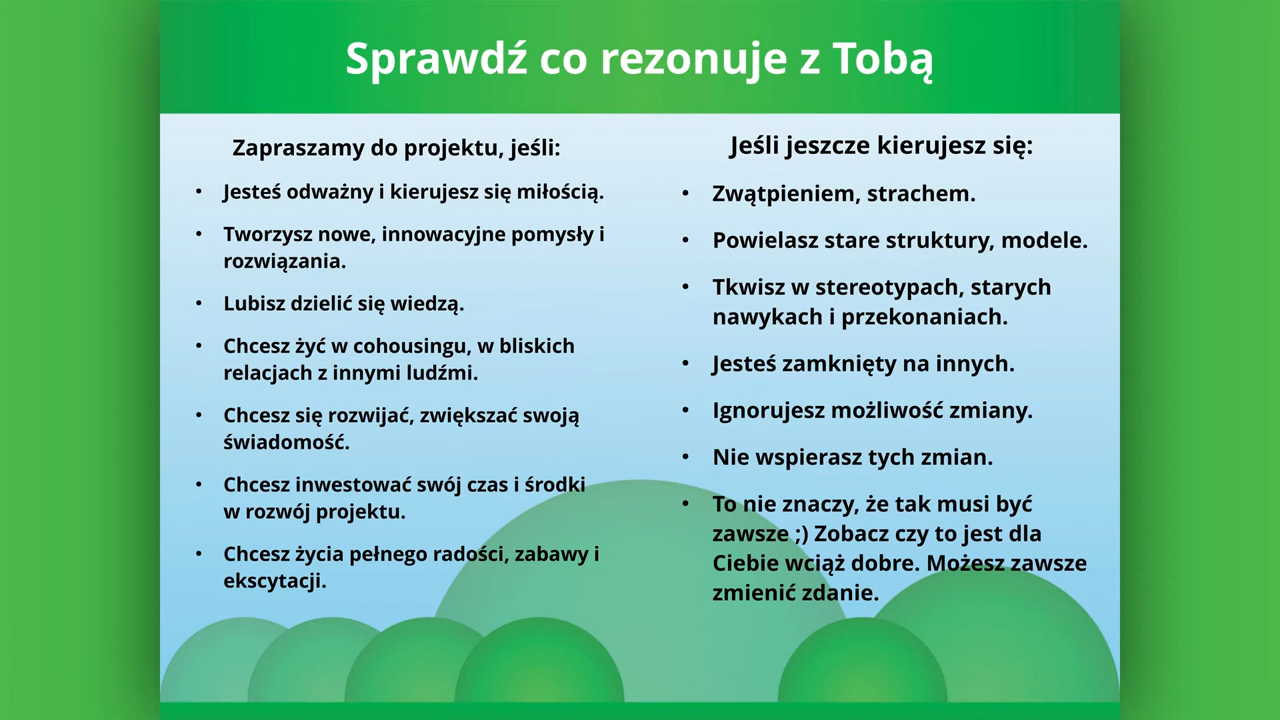 Sprawdź co rezonuje z Tobą
Zapraszamy do projektu, jeśli:
• Jesteś odważny i kierujesz się miłością.
• Tworzysz nowe, innowacyjne pomysły i
rozwiązania.
• Lubisz dzielić się wiedzą.
• Chcesz żyć w cohousingu, w bliskich
relacjach z innymi ludźmi.
• Chcesz się rozwijać, zwiększać swoją
świadomość.
• Chcesz inwestować swój czas i środki
w rozwój projektu.
• Chcesz życia pełnego radości, zabawy i
ekscytacji.
Jeśli jeszcze kierujesz się:
• Zwątpieniem, strachem.
• Powielasz stare struktury, modele.
• Tkwisz w stereotypach, starych
nawykach i przekonaniach.
• Jesteś zamknięty na innych.
• Ignorujesz możliwość zmiany.
• Nie wspierasz tych zmian.
• To nie znaczy, że tak musi być
zawsze ;) Zobacz czy to jest dla
Ciebie wciąż dobre. Możesz zawsze
zmienić zdanie.